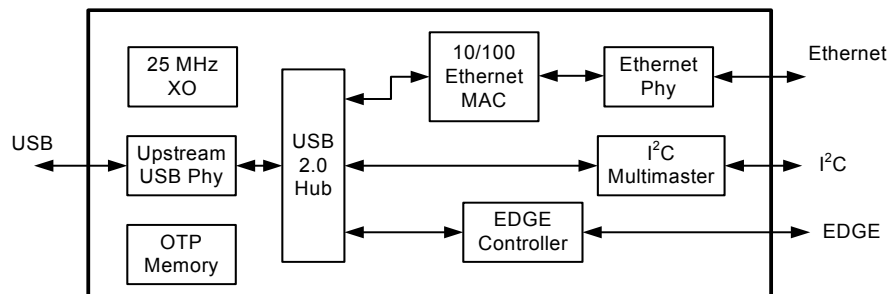 25 MHz
XO
10/100
Ethernet
MAC
Ethernet
Phy
Ethernet
USB
Upstream
USB Phy
USB
2.0
Hub
I²C
Multimaster
I²C
OTP
Memory
EDGE
Controller
EDGE